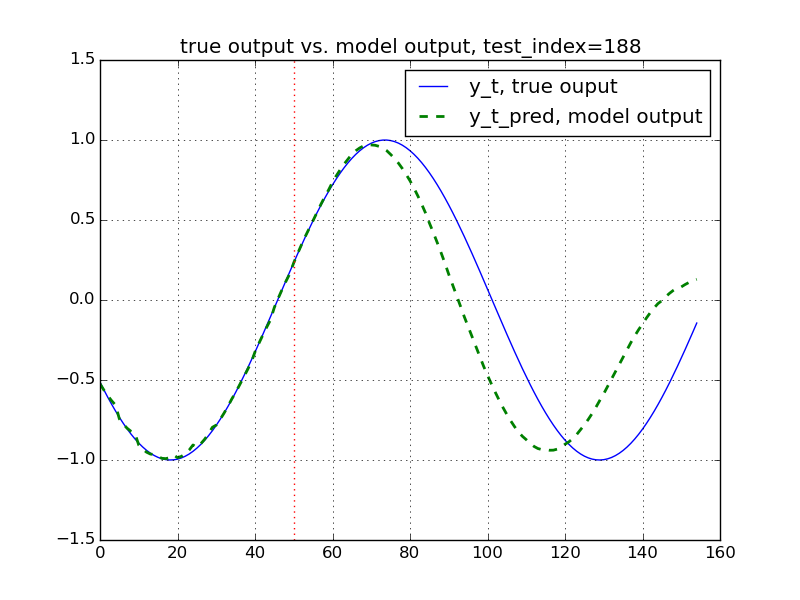 true output vs. model output, test_index=188
1.5
1.0
0.5
0.0
−0.5
−1.0
−1.5
y_t, true ouput
y_t_pred, model output
0 20 40 60 80 100 120 140 160